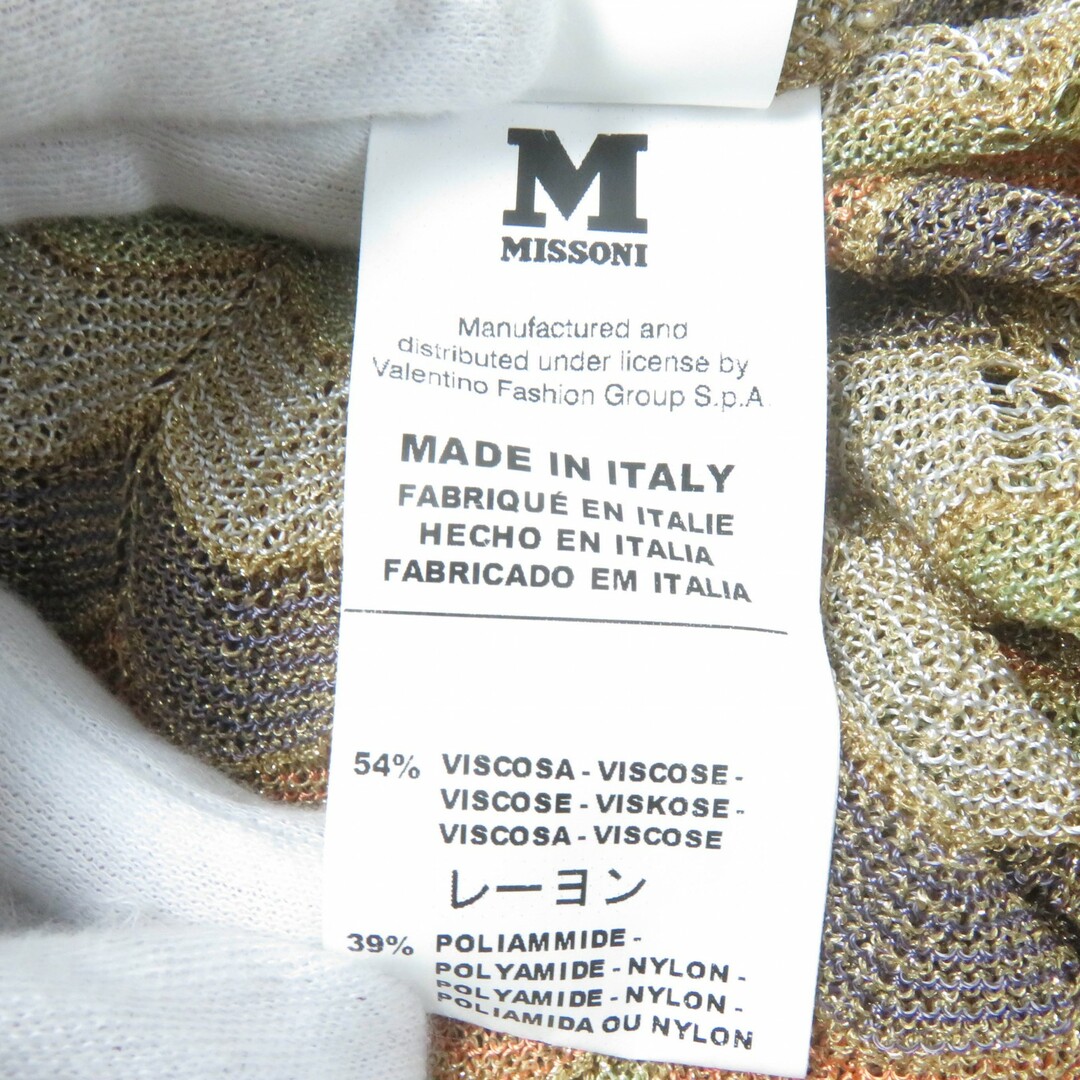 M
MISSONI
Manufactured and
distributed under license by
Valentino Fashion Group S.p.A.
MADE IN ITALY
FABRIQUÉ EN ITALIE
HECHO EN ITALIA
FABRICADO EM ITALIA
54% VISCOSA - VISCOSE -
VISCOSE - VISKOSE -
VISCOSA - VISCOSE
レーヨン
39% POLIAMMIDE -
POLYAMIDE - NYLON -
POLYAMIDE - NYLON -
POLIAMIDA OU NYLON